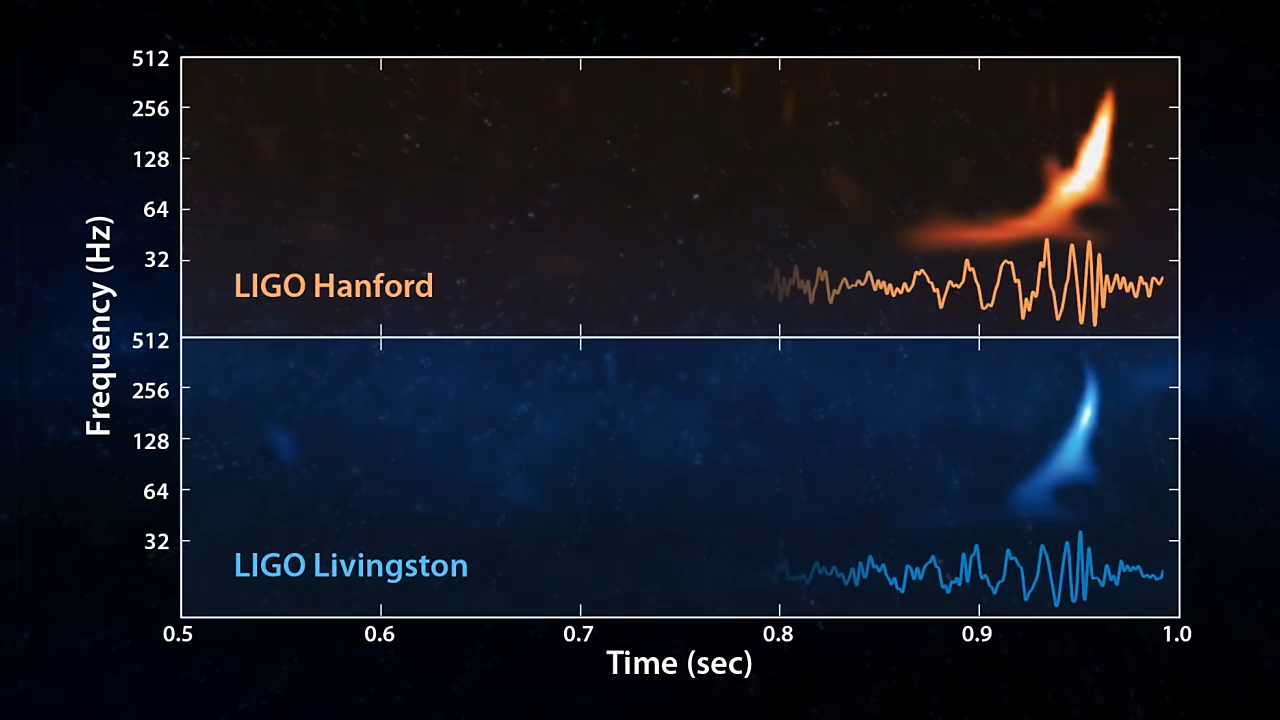 512
256
128
64
32
LIGO Hanford
Frequency (Hz)
512
256
128
64
32
LIGO Livingston
0.5 0.6 0.7 0.8 0.9 1.0
Time (sec)